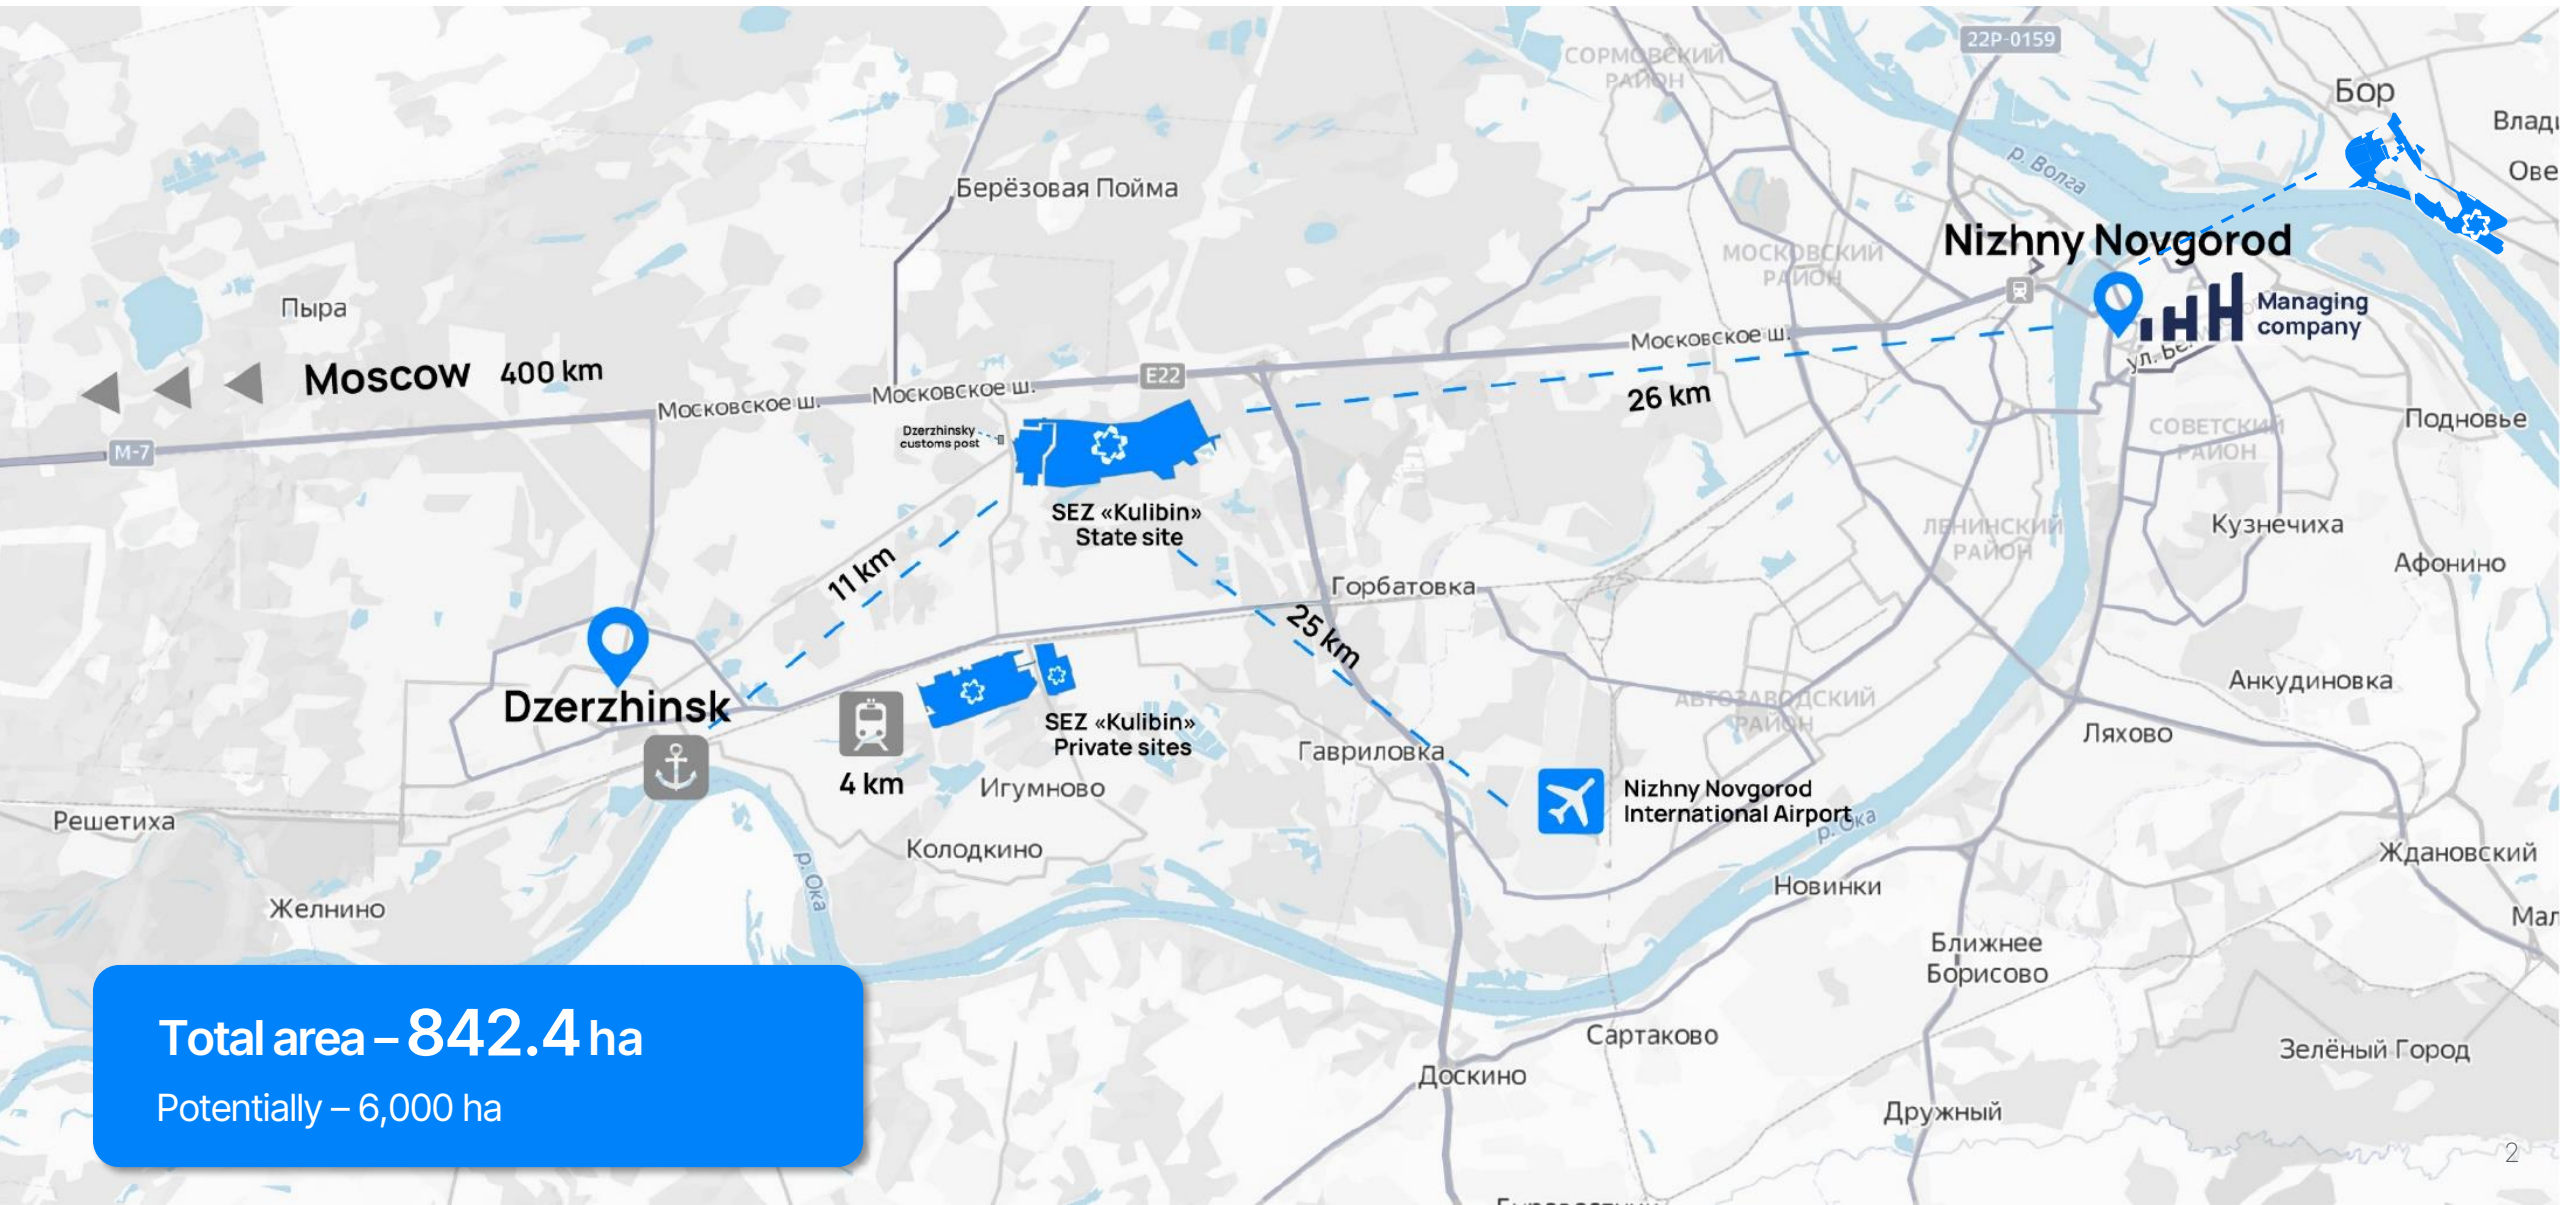 22Р-0159
СОРМОВСКИЙ
РАЙОН
Бор
р. Волга
Берёзовая Пойма
Nizhny Novgorod
МОСКОВСКИЙ
РАЙОН
Managing
company
Пыра
Московское ш.
Moscow 400 km
E22
Московское ш.
Московское ш.
26 km
М-7
Dzerzhinsky
customs post
СОВЕТСКИЙ
РАЙОН
Подновье
SEZ «Kulibin»
State site
ЛЕНИНСКИЙ
РАЙОН
Кузнечиха
11 km
Афонино
Горбатовка
25 km
Dzerzhinsk
АВТОЗАВОДСКИЙ
РАЙОН
Анкудиновка
SEZ «Kulibin»
Private sites
Гавриловка
Ляхово
4 km
Игумново
Nizhny Novgorod
International Airport
р. Ока
Решетиха
Колодкино
Ждановский
р. Ока
Новинки
Желнино
Ближнее
Борисово
Total area – 842.4 ha
Potentially – 6,000 ha
Сартаково
Зелёный Город
Доскино
Дружный
2